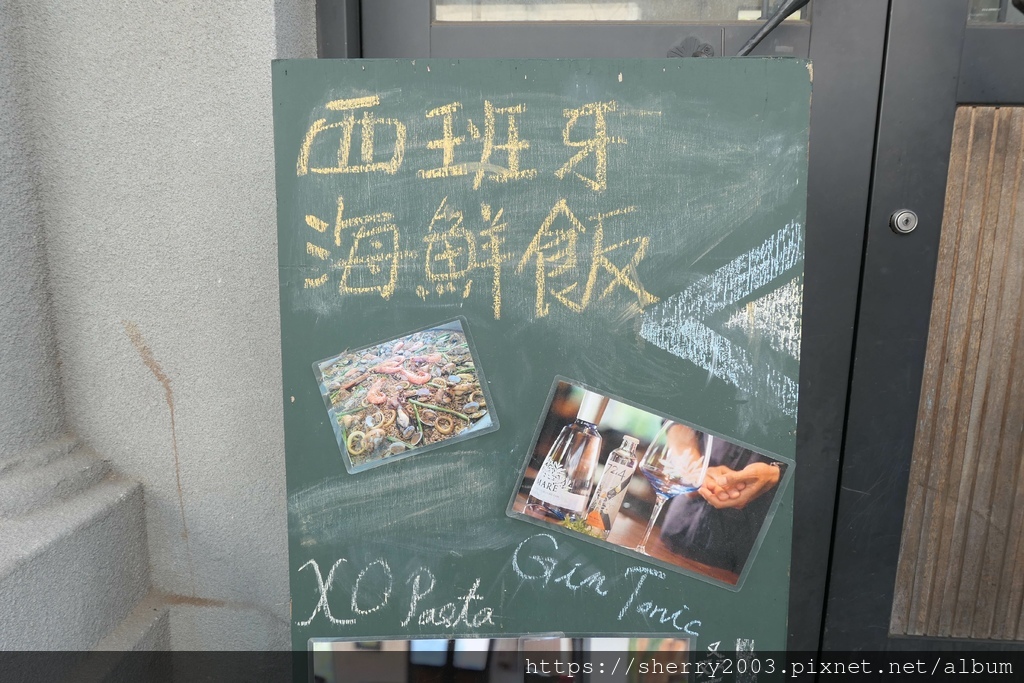 西班牙
海鮮飯
MARE
XO Pasta
Gin Tonic
https://sherry2003.pixnet.net/album